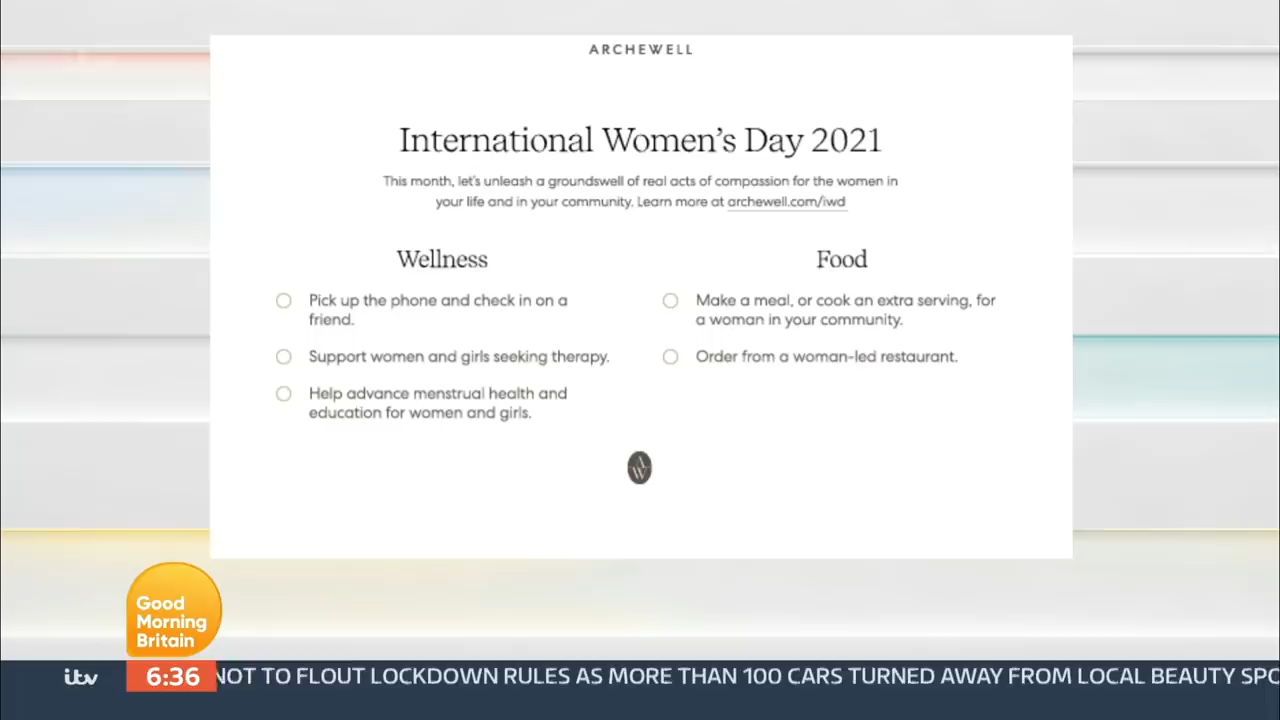 ARCHEWELL
International Women's Day 2021
This month, let's unleash a groundswell of real acts of compassion for the women in
your life and in your community. Learn more at archewell.com/iwd
Wellness
Pick up the phone and check in on a
friend.
Support women and girls seeking therapy.
Help advance menstrual health and
education for women and girls.
Food
Make a meal, or cook an extra serving, for
a woman in your community.
Order from a woman-led restaurant.
AW
Good
Morning
Britain
itv
6:36
NOT TO FLOUT LOCKDOWN RULES AS MORE THAN 100 CARS TURNED AWAY FROM LOCAL BEAUTY SPO